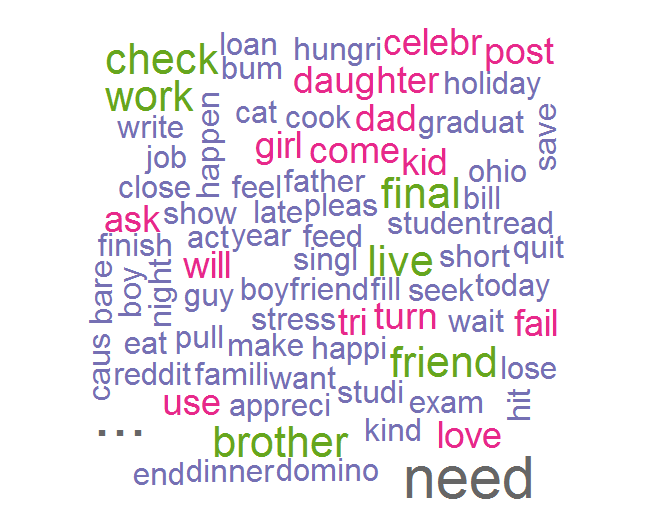 loan hungri celebr post
check bum daughter holiday
work cat cook dad graduat save
write happen girl come kid ohio
job close feel father final bill
ask show late pleas student read
finish act year feed live short quit
will singl
bare boy night guy boyfriend fill seek today
stress tri turn wait fail
caus eat pull make happi friend lose
reddit famili want studi exam hit
use appreci kind love
... brother need
end dinner domino